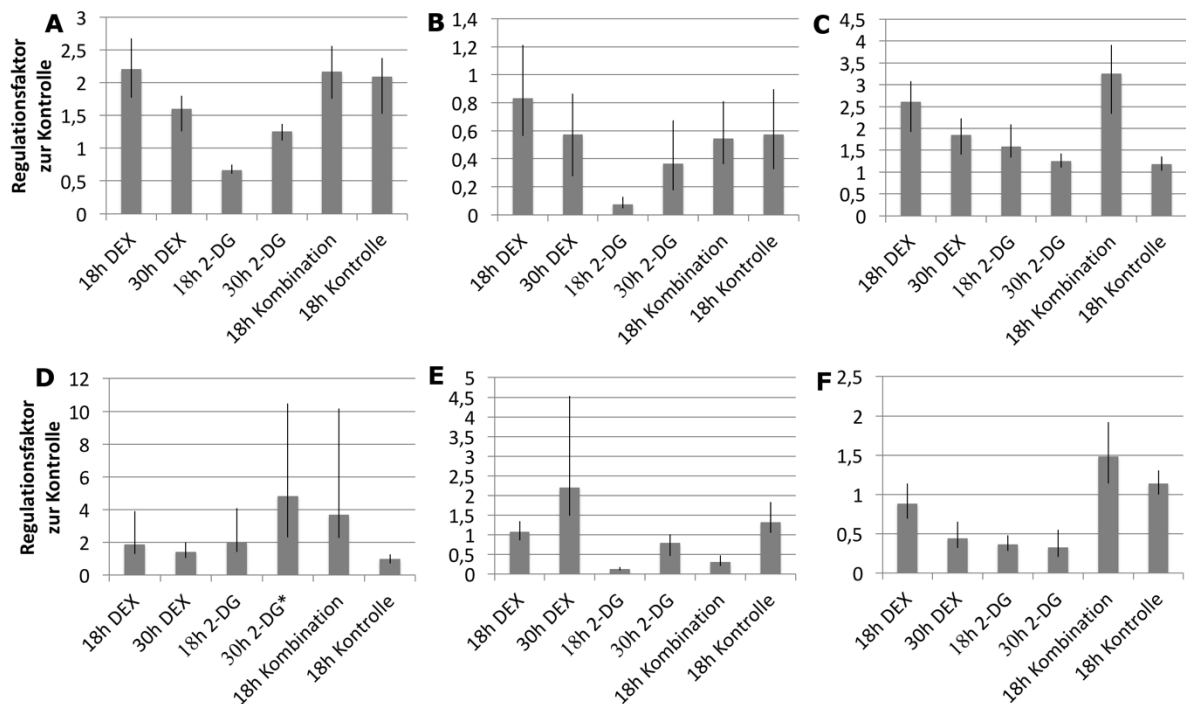 A
Regulationsfaktor
zur Kontrolle
3
2,5
2
1,5
1
0,5
0
18h DEX
30h DEX
18h 2-DG
30h 2-DG
18h Kombination
18h Kontrolle
B
1,4
1,2
1
0,8
0,6
0,4
0,2
0
18h DEX
30h DEX
18h 2-DG
30h 2-DG
18h Kombination
18h Kontrolle
C
4,5
4
3,5
3
2,5
2
1,5
1
0,5
0
18h DEX
30h DEX
18h 2-DG
30h 2-DG
18h Kombination
18h Kontrolle
D
Regulationsfaktor
zur Kontrolle
12
10
8
6
4
2
0
18h DEX
30h DEX
18h 2-DG
30h 2-DG*
18h Kombination
18h Kontrolle
E
5
4,5
4
3,5
3
2,5
2
1,5
1
0,5
0
18h DEX
30h DEX
18h 2-DG
30h 2-DG
18h Kombination
18h Kontrolle
F
2,5
2
1,5
1
0,5
0
18h DEX
30h DEX
18h 2-DG
30h 2-DG
18h Kombination
18h Kontrolle